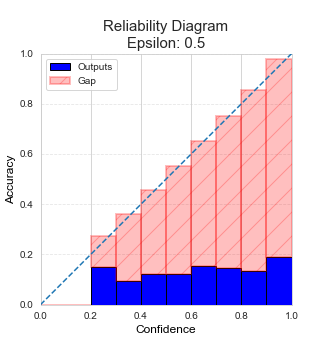 Reliability Diagram
Epsilon: 0.5
1.0
0.8
0.6
0.4
0.2
0.0
Accuracy
Outputs
Gap
0.0 0.2 0.4 0.6 0.8 1.0
Confidence